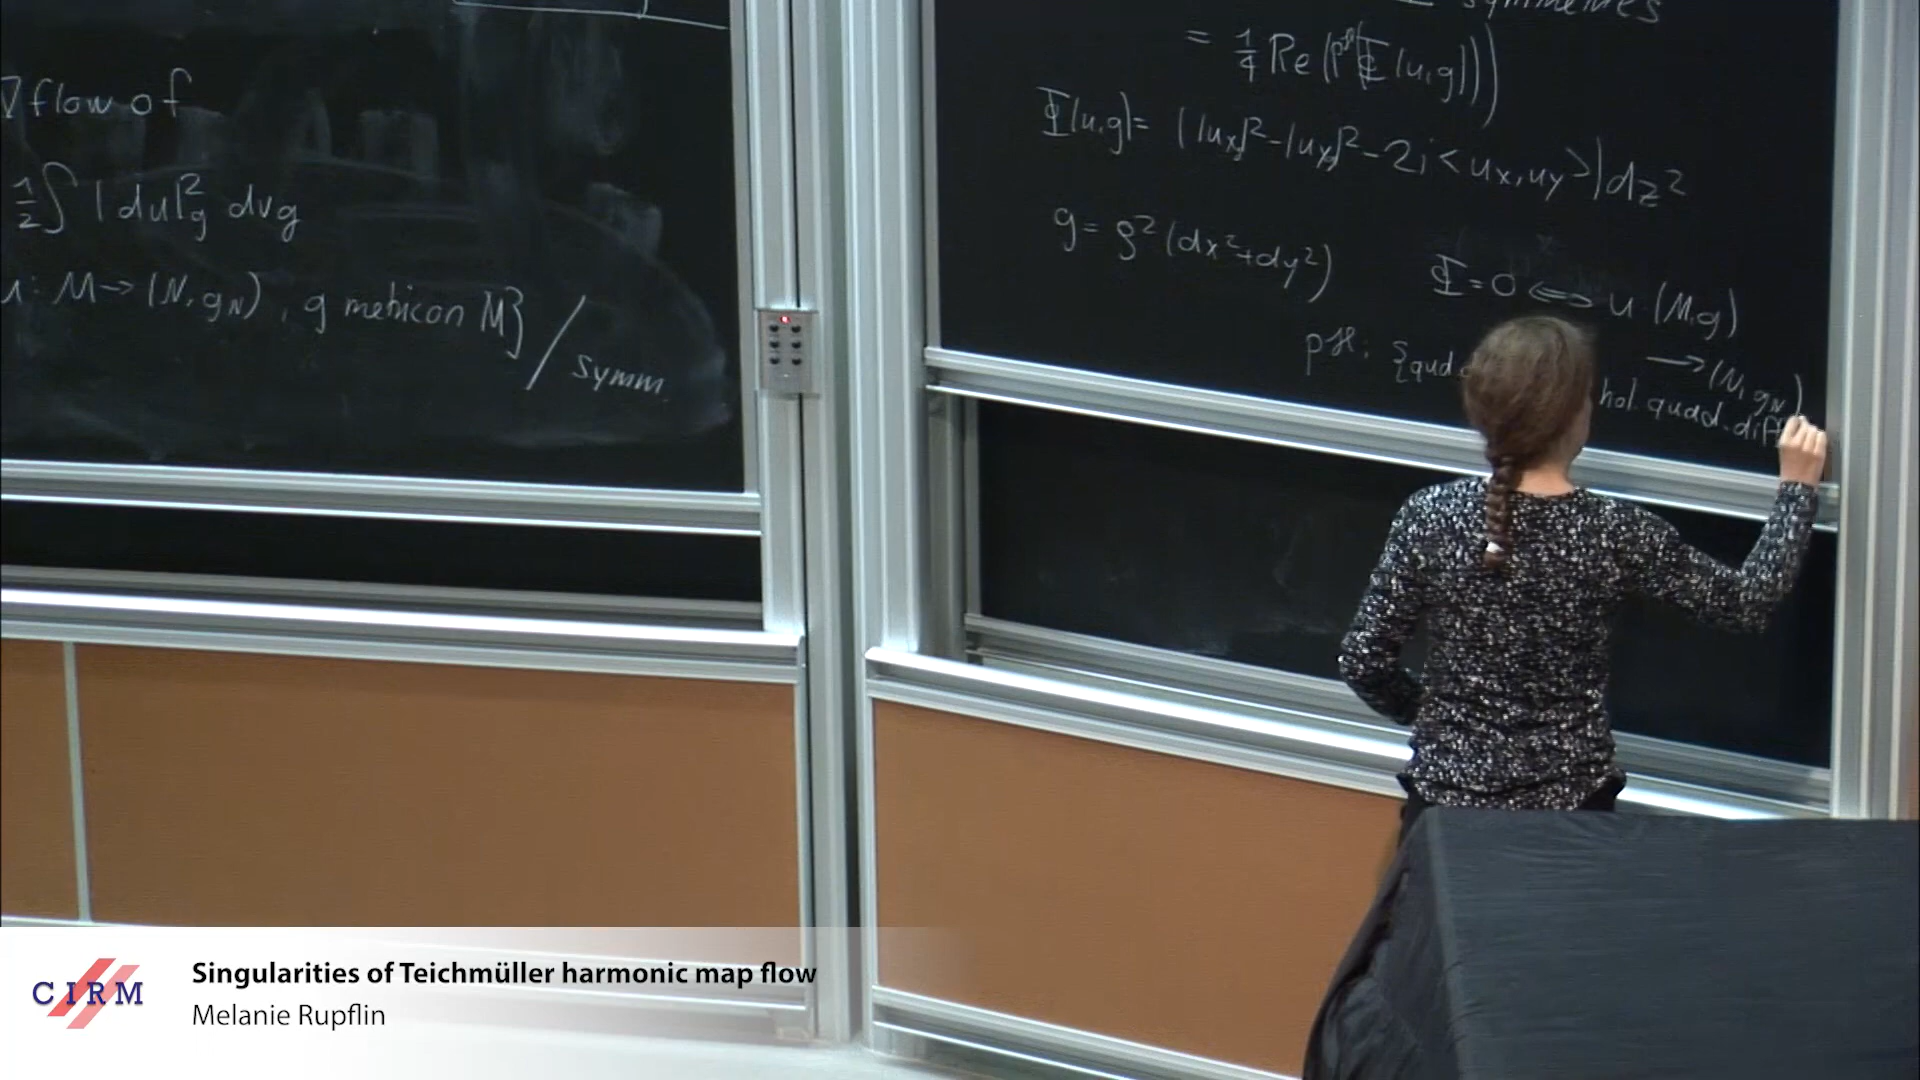 ∇ flow of
½∫ |du|²_g dv_g
u: M → (N, g_N), g metric on M} / symm.
symmetries
= ¼ Re (P^H(Φ(u,g)))
Φ(u,g) = (|u_x|² - |u_y|² - 2i<u_x, u_y>) dz²
g = ρ²(dx²+dy²)
Φ = 0 ⟺ u (M,g)
→ (N, g_N)
P^H: {quad.
hol. quad. diff
CIRM
Singularities of Teichmüller harmonic map flow
Melanie Rupflin